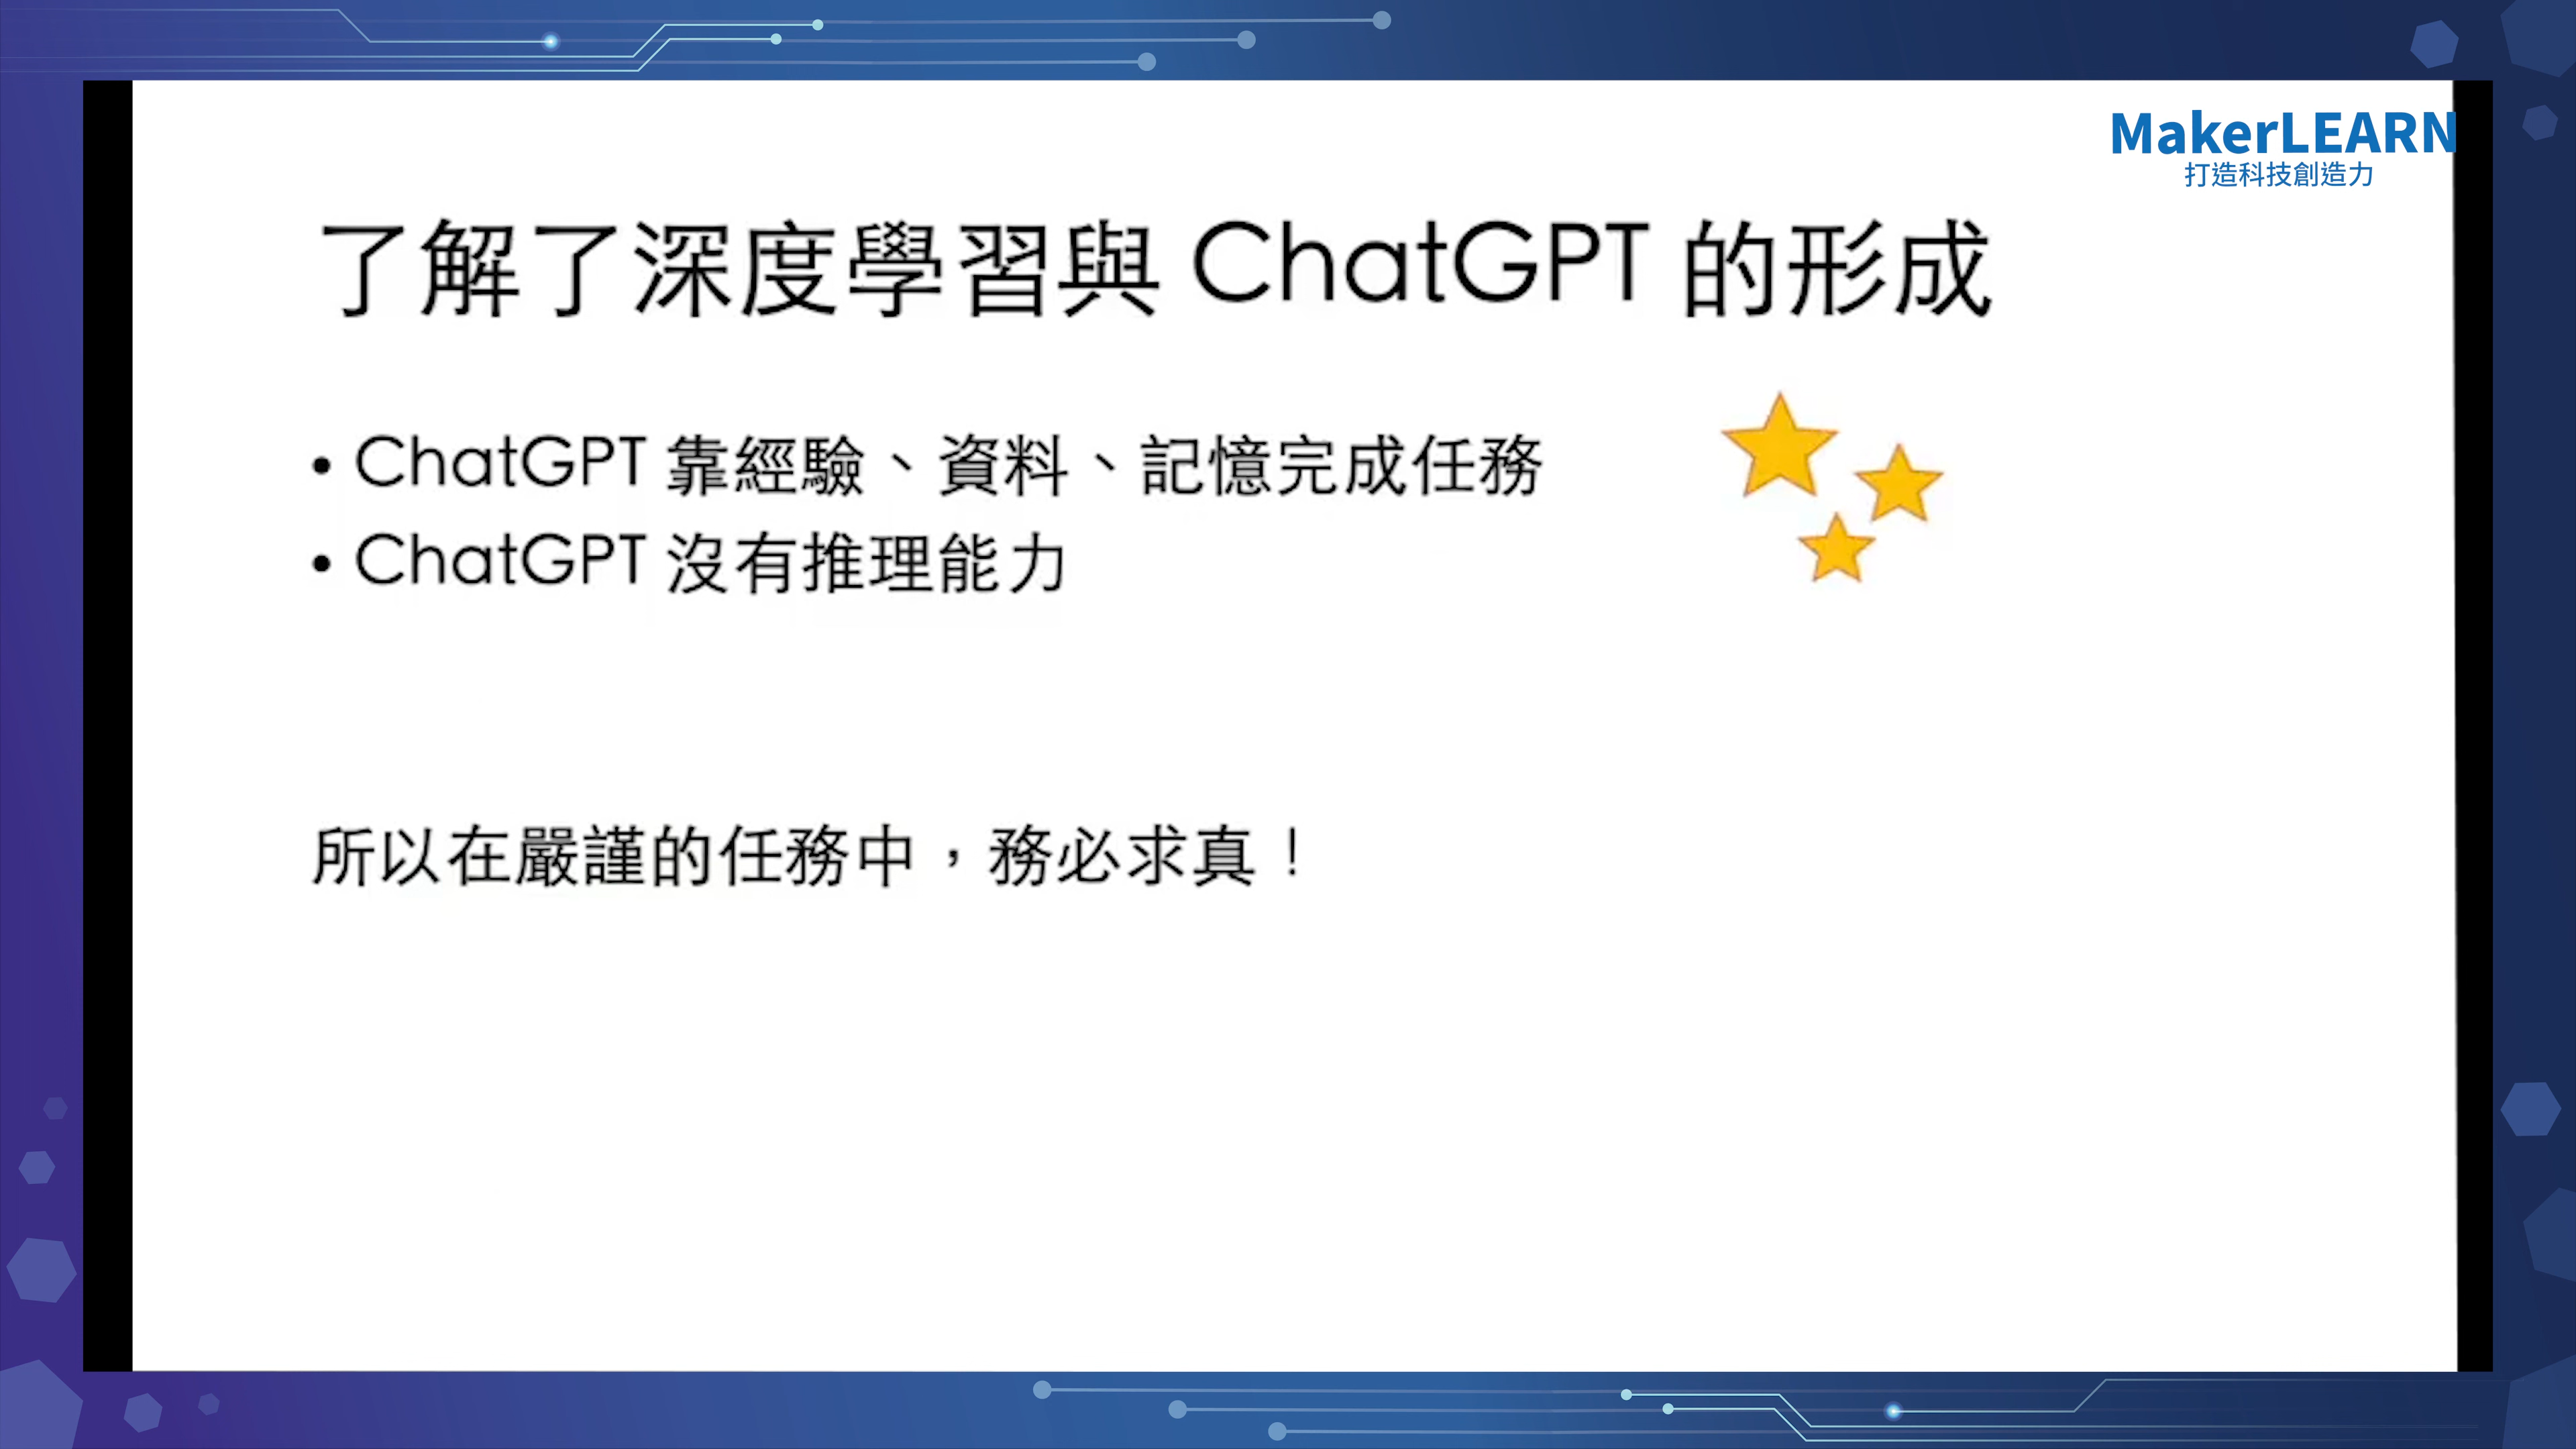 MakerLEARN
打造科技創造力
了解了深度學習與 ChatGPT 的形成
• ChatGPT 靠經驗、資料、記憶完成任務
• ChatGPT 沒有推理能力
所以在嚴謹的任務中，務必求真！